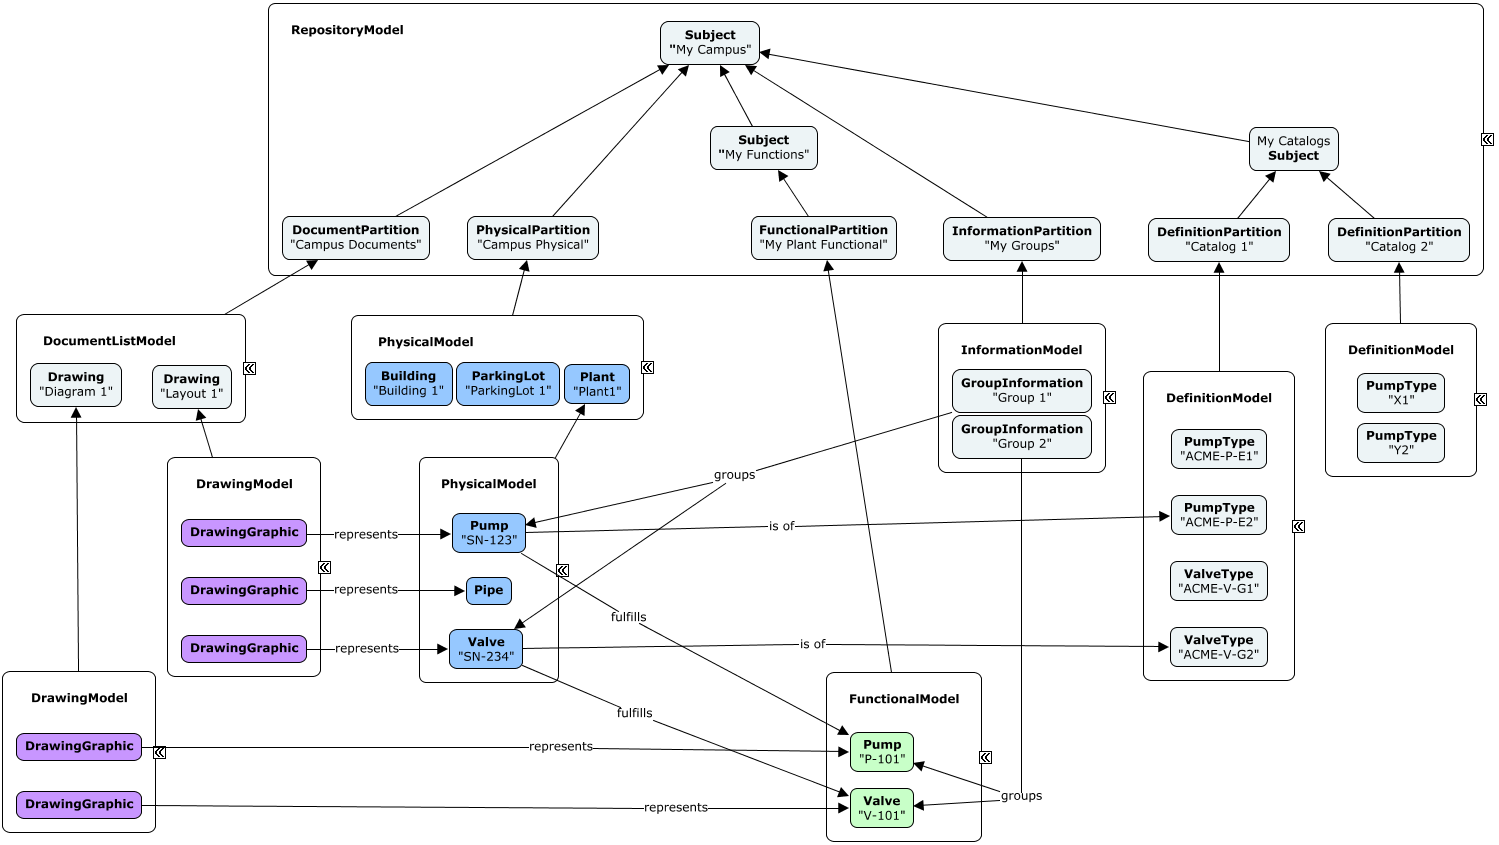 RepositoryModel
Subject
"My Campus"
Subject
"My Functions"
My Catalogs
Subject
DocumentPartition
"Campus Documents"
PhysicalPartition
"Campus Physical"
FunctionalPartition
"My Plant Functional"
InformationPartition
"My Groups"
DefinitionPartition
"Catalog 1"
DefinitionPartition
"Catalog 2"
DocumentListModel
Drawing
"Diagram 1"
Drawing
"Layout 1"
PhysicalModel
Building
"Building 1"
ParkingLot
"ParkingLot 1"
Plant
"Plant1"
InformationModel
GroupInformation
"Group 1"
GroupInformation
"Group 2"
DefinitionModel
PumpType
"X1"
PumpType
"Y2"
DefinitionModel
PumpType
"ACME-P-E1"
PumpType
"ACME-P-E2"
ValveType
"ACME-V-G1"
ValveType
"ACME-V-G2"
DrawingModel
DrawingGraphic
DrawingGraphic
DrawingGraphic
represents
represents
represents
PhysicalModel
Pump
"SN-123"
Pipe
Valve
"SN-234"
groups
is of
is of
fulfills
fulfills
DrawingModel
DrawingGraphic
DrawingGraphic
represents
represents
FunctionalModel
Pump
"P-101"
Valve
"V-101"
groups